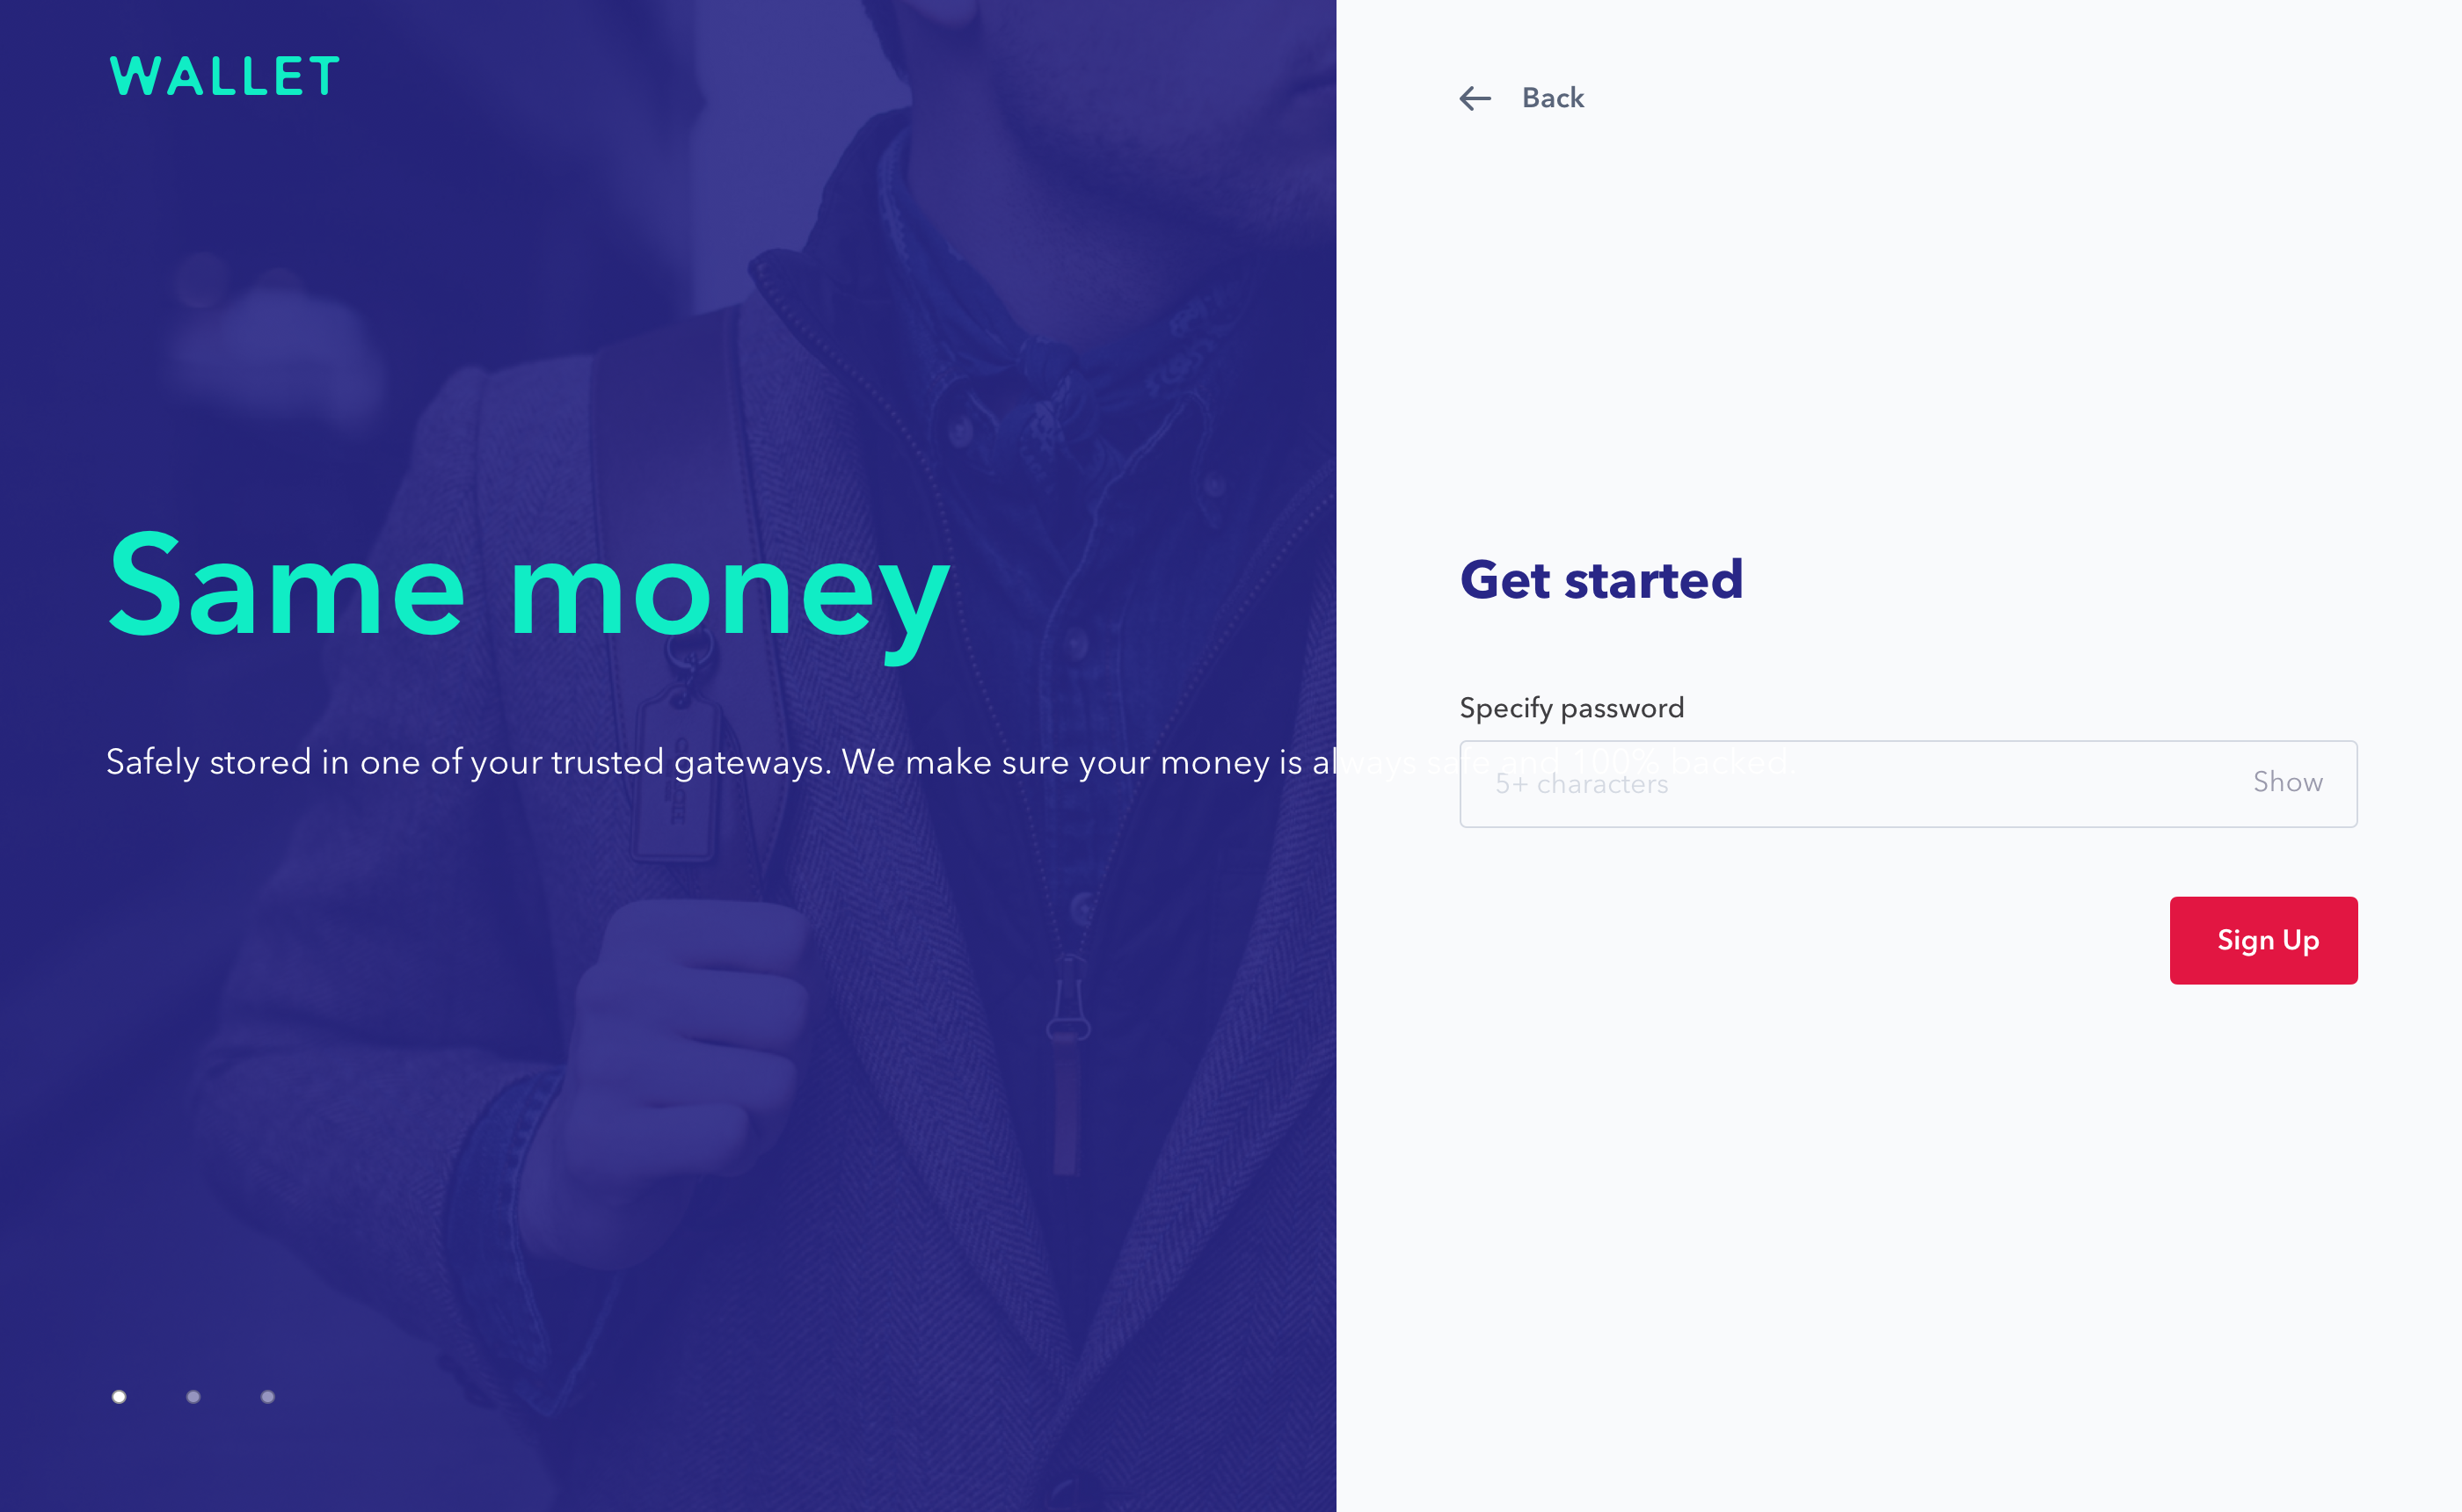 WALLET
Back
Same money
Get started
Specify password
Safely stored in one of your trusted gateways. We make sure your money is always safe and 100% backed.
5+ characters
Show
Sign Up